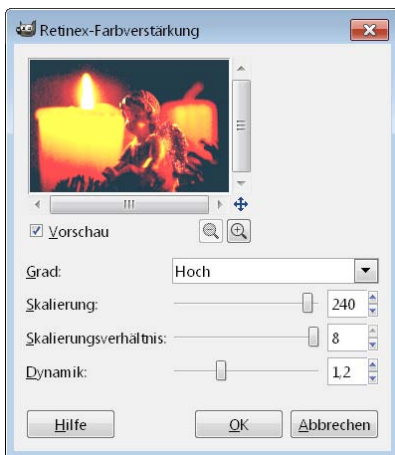 Retinex-Farbverstärkung
Vorschau
Grad: Hoch
Skalierung: 240
Skalierungsverhältnis: 8
Dynamik: 1,2
Hilfe OK Abbrechen